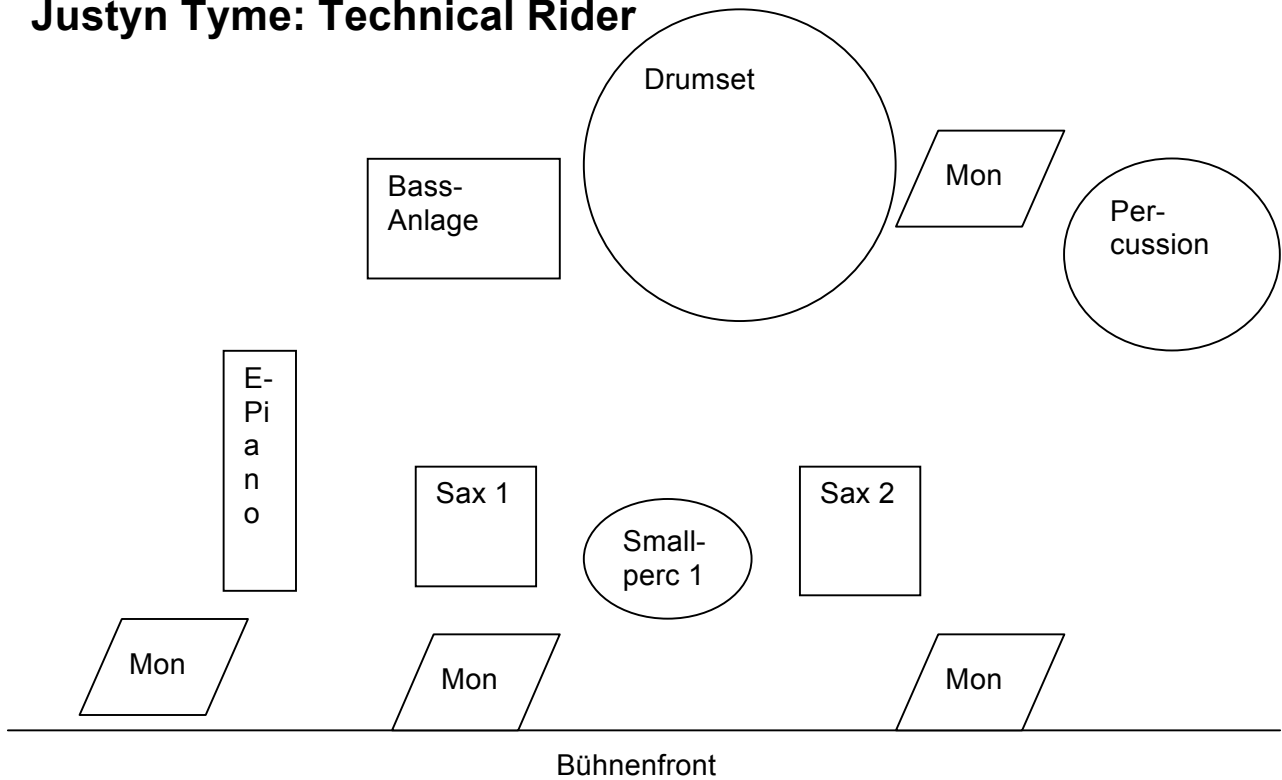 Justyn Tyme: Technical Rider
Drumset
Bass-
Anlage
Mon
Per-
cussion
E-
Pi
a
n
o
Sax 1
Small-
perc 1
Sax 2
Mon
Mon
Mon
Bühnenfront